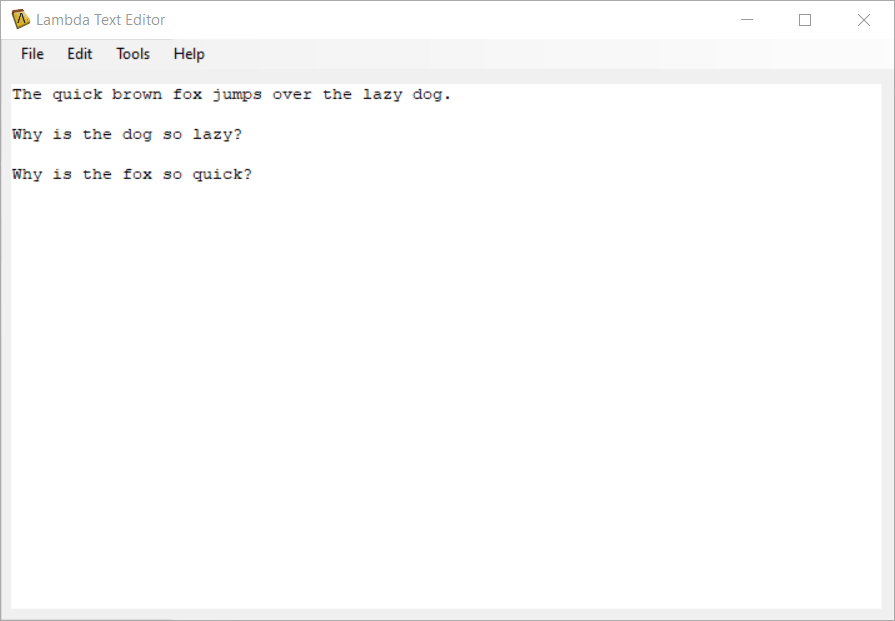 Lambda Text Editor
File Edit Tools Help
The quick brown fox jumps over the lazy dog.
Why is the dog so lazy?
Why is the fox so quick?